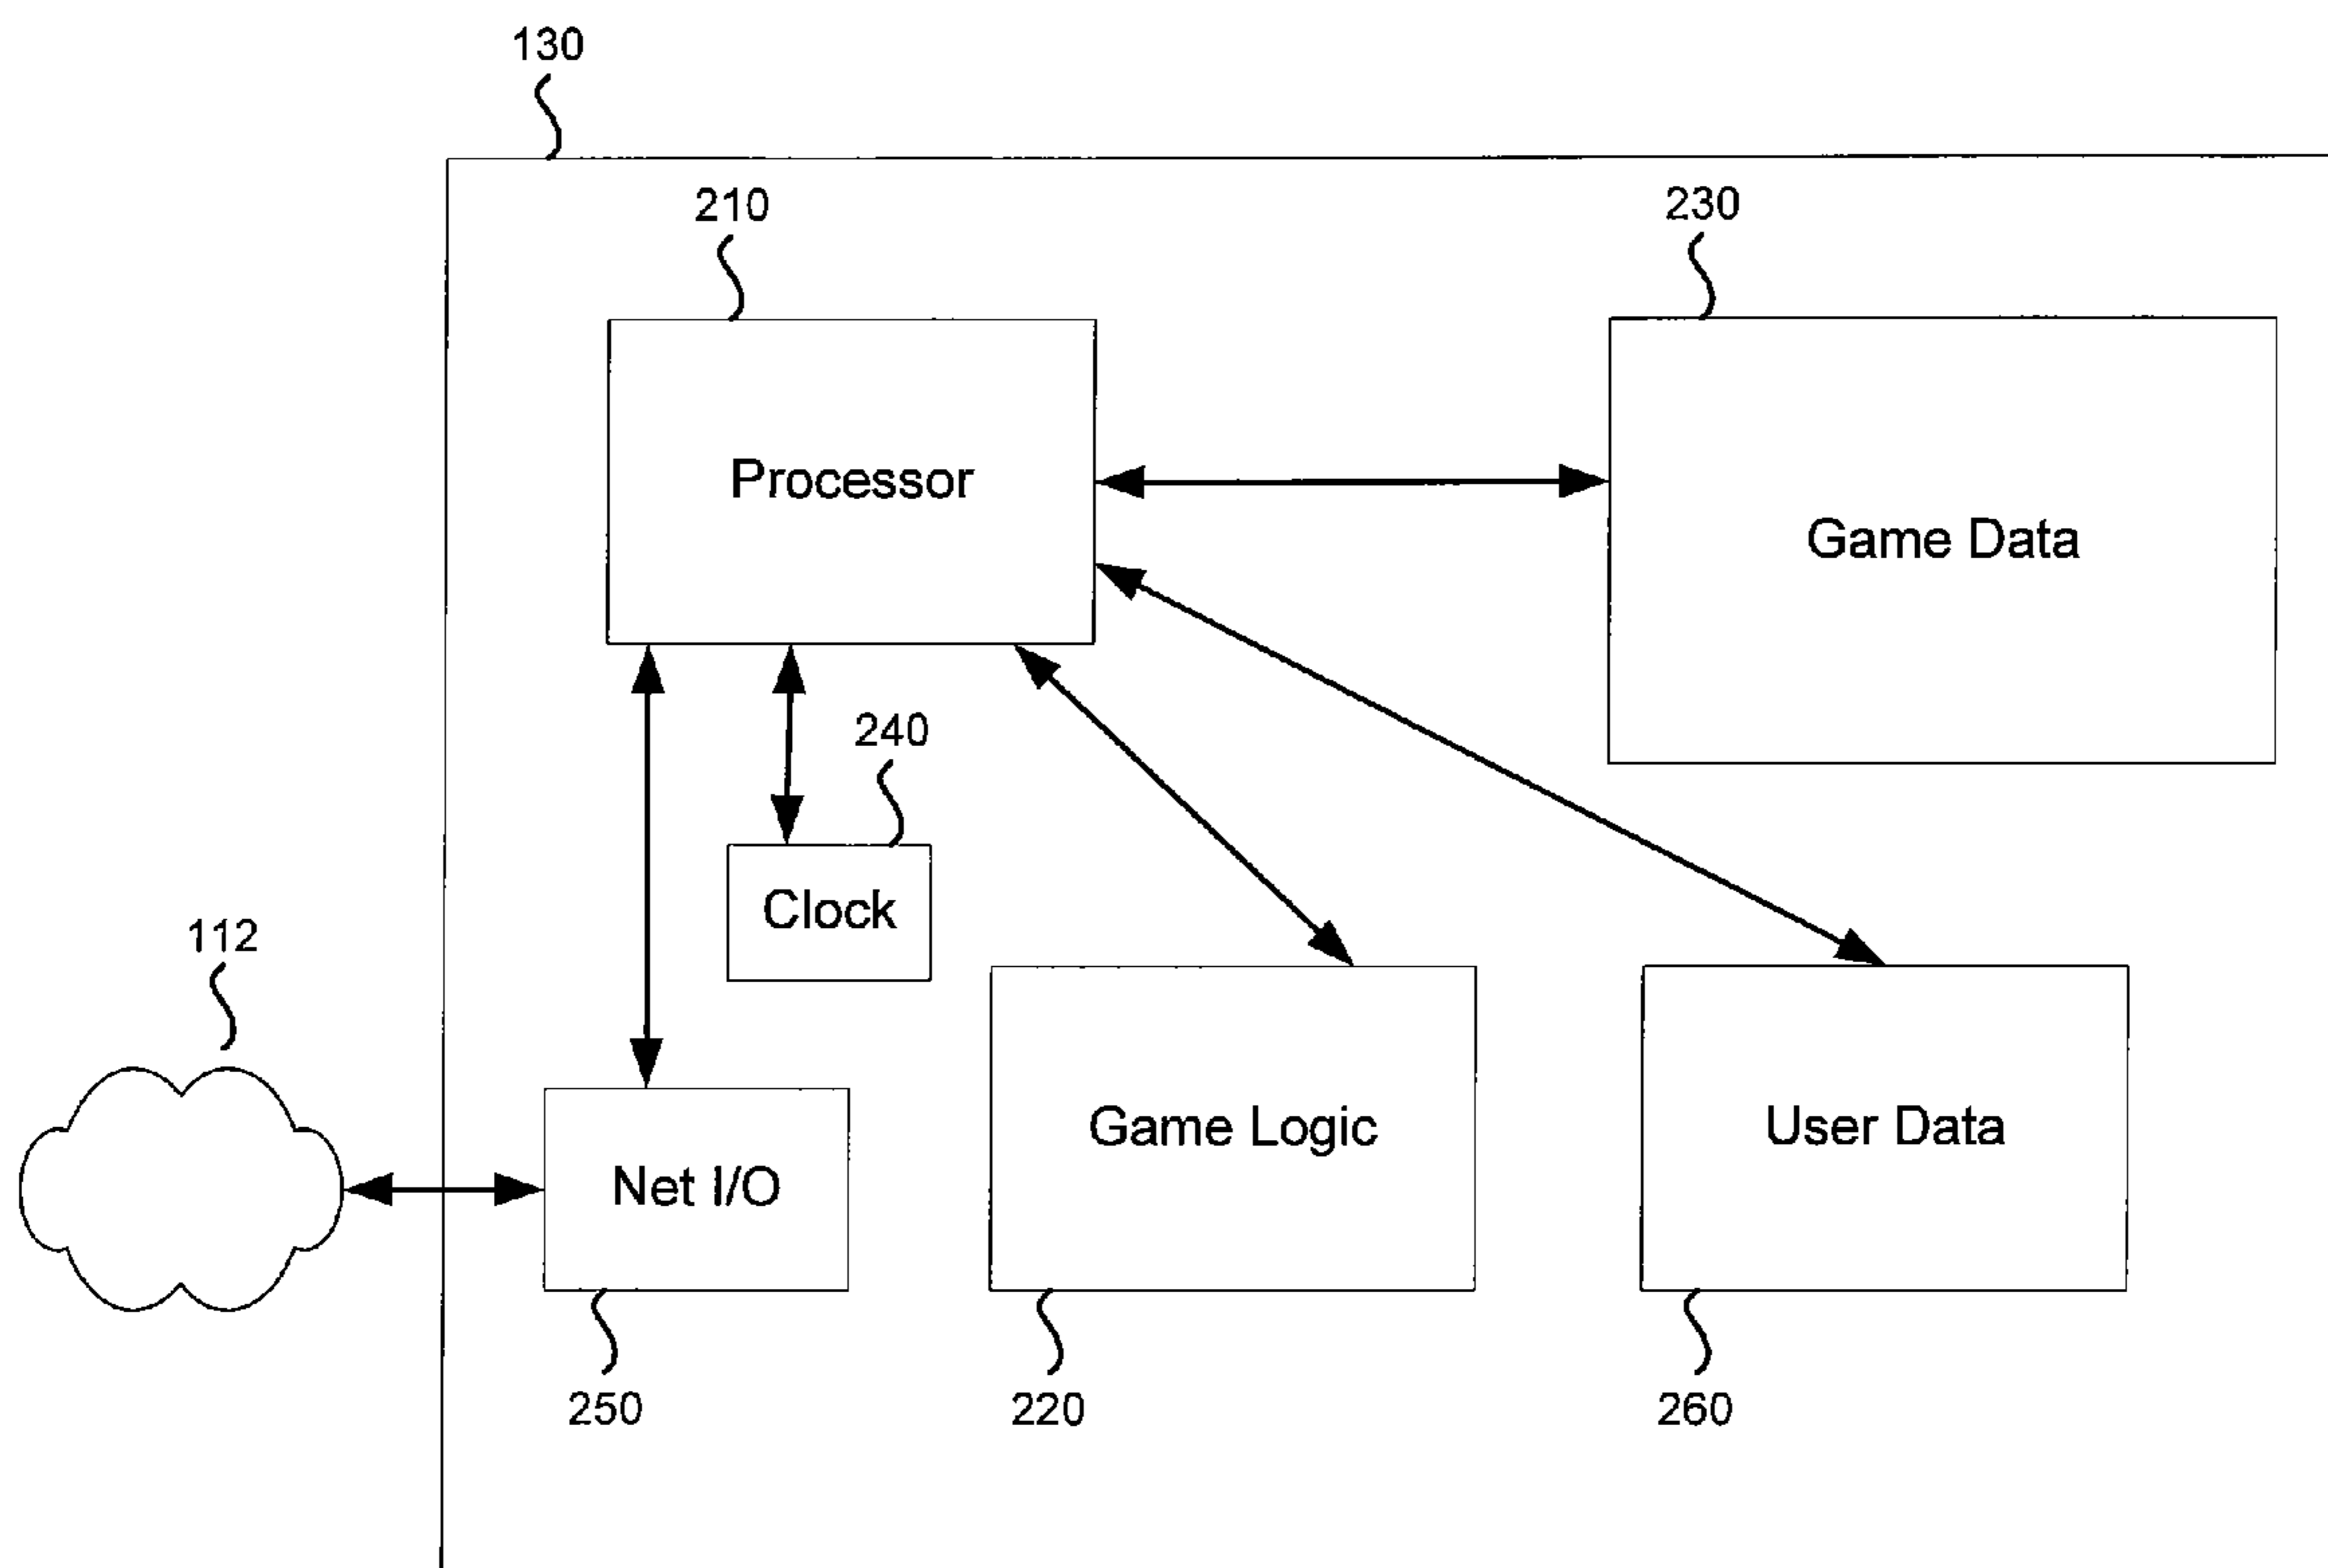 130
210
230
Processor
Game Data
240
Clock
112
Game Logic
User Data
Net I/O
250
220
260